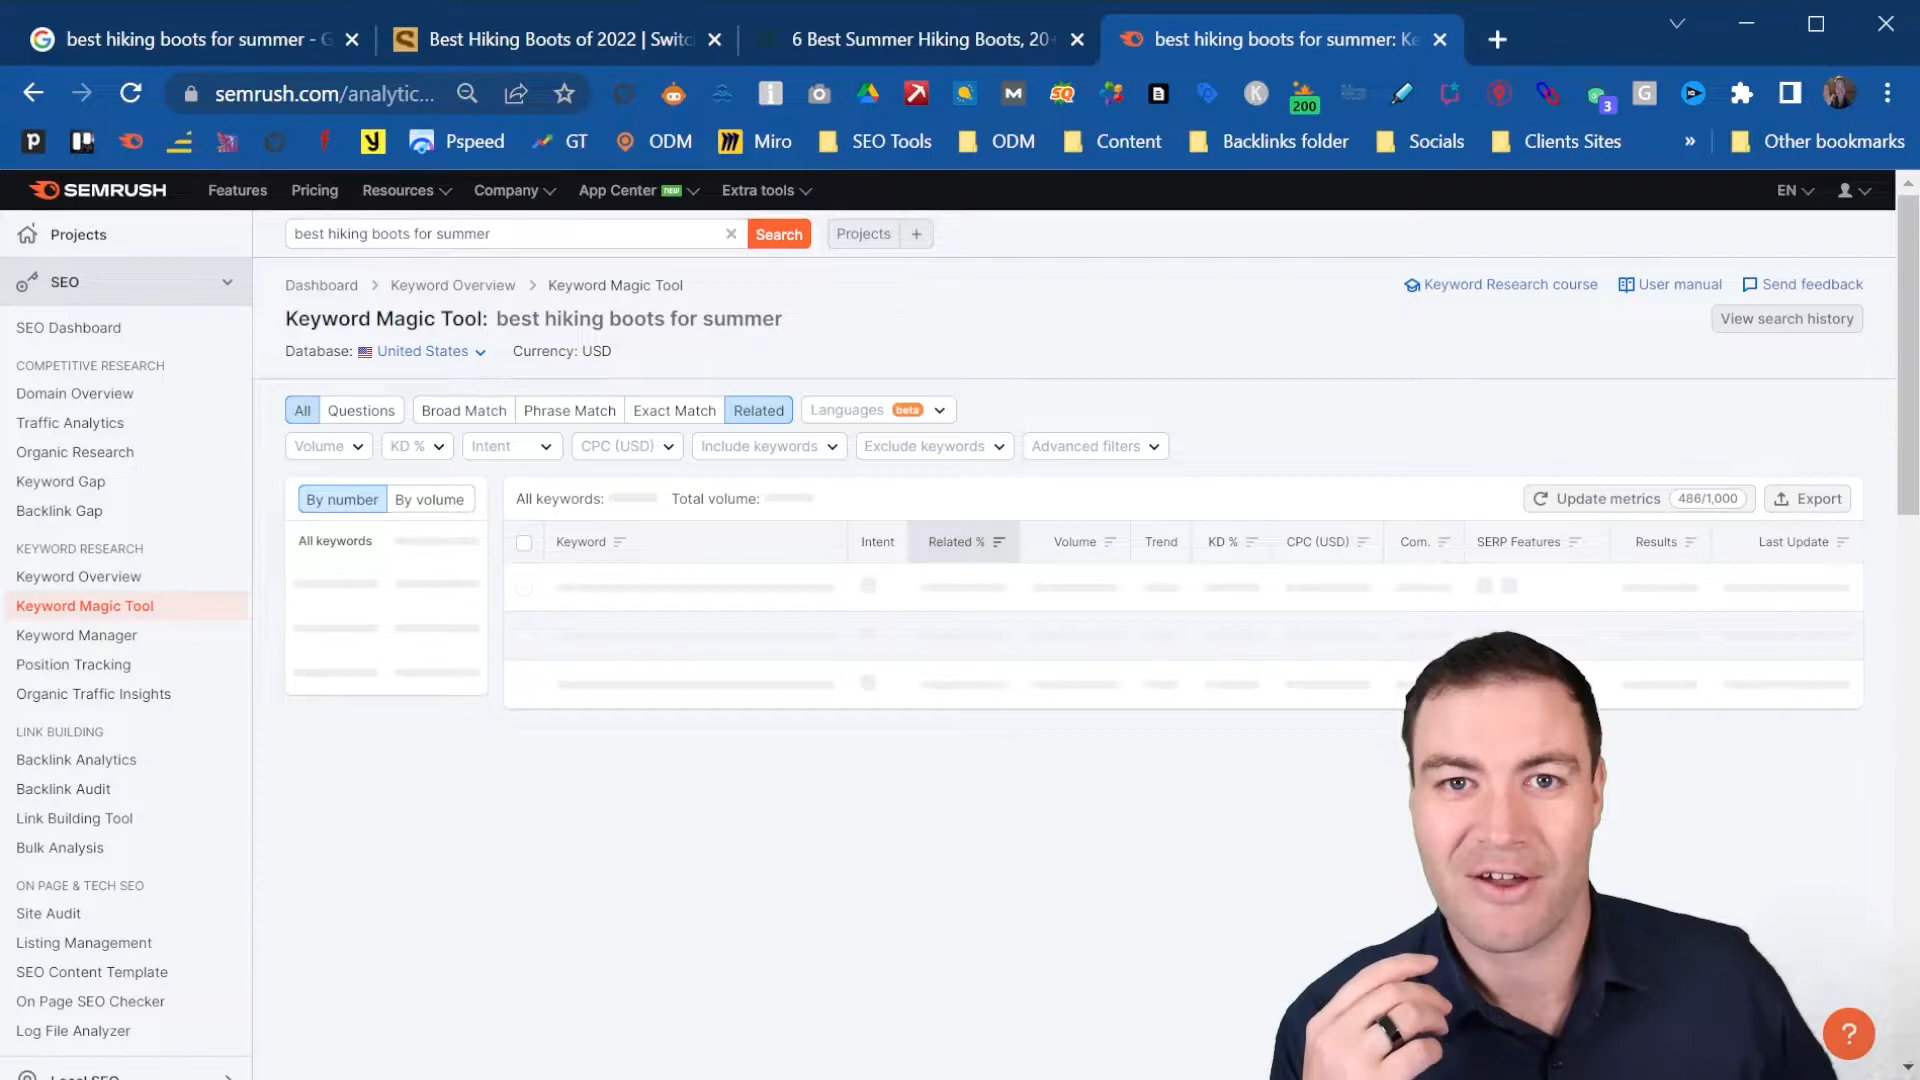 best hiking boots for summer - G
Best Hiking Boots of 2022 | Switc
6 Best Summer Hiking Boots, 20
best hiking boots for summer: Ke
semrush.com/analytic...
200
3
Pspeed
GT
ODM
Miro
SEO Tools
ODM
Content
Backlinks folder
Socials
Clients Sites
»
Other bookmarks
SEMRUSH
Features
Pricing
Resources
Company
App Center NEW
Extra tools
EN
Projects
best hiking boots for summer
Search
Projects +
SEO
Dashboard > Keyword Overview > Keyword Magic Tool
Keyword Research course
User manual
Send feedback
Keyword Magic Tool: best hiking boots for summer
View search history
Database: United States
Currency: USD
SEO Dashboard
COMPETITIVE RESEARCH
Domain Overview
Traffic Analytics
Organic Research
Keyword Gap
Backlink Gap
KEYWORD RESEARCH
Keyword Overview
Keyword Magic Tool
Keyword Manager
Position Tracking
Organic Traffic Insights
LINK BUILDING
Backlink Analytics
Backlink Audit
Link Building Tool
Bulk Analysis
ON PAGE & TECH SEO
Site Audit
Listing Management
SEO Content Template
On Page SEO Checker
Log File Analyzer
Local SEO
All
Questions
Broad Match
Phrase Match
Exact Match
Related
Languages beta
Volume
KD %
Intent
CPC (USD)
Include keywords
Exclude keywords
Advanced filters
By number
By volume
All keywords
All keywords:
Total volume:
Update metrics 486/1,000
Export
Keyword
Intent
Related %
Volume
Trend
KD %
CPC (USD)
Com.
SERP Features
Results
Last Update
?